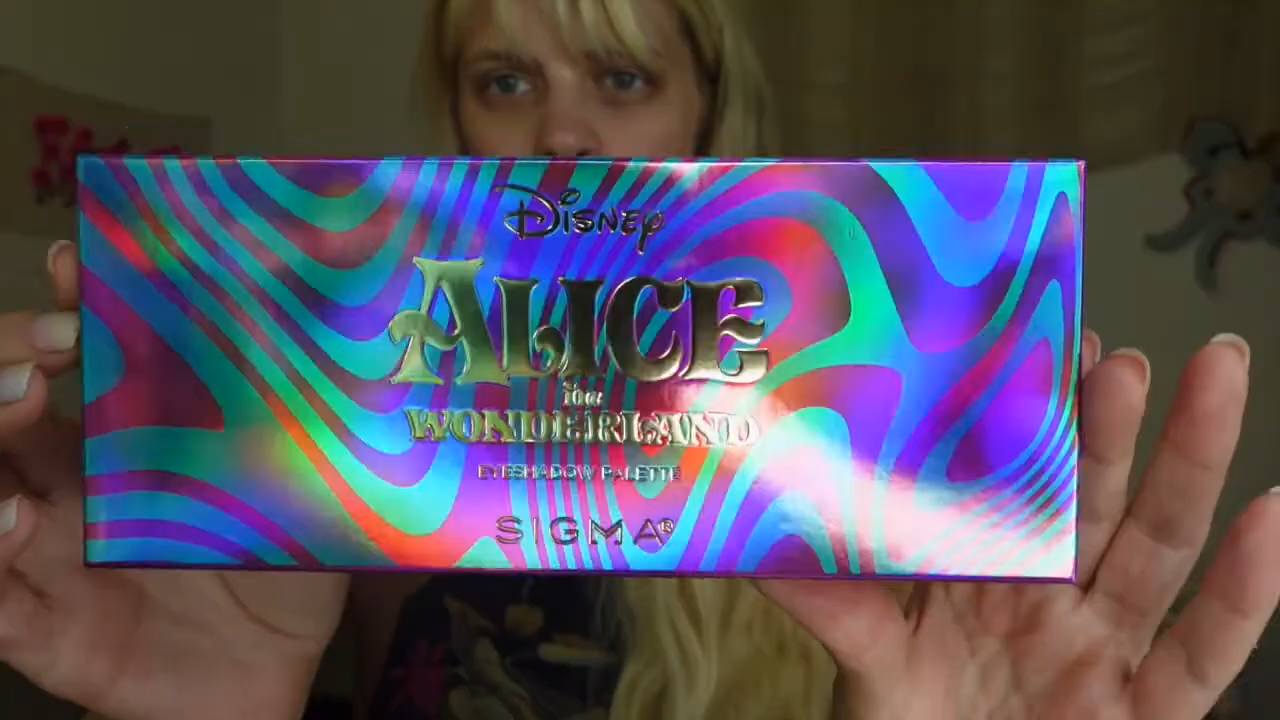 Disney
ALICE
in
WONDERLAND
EYESHADOW PALETTE
SIGMA®